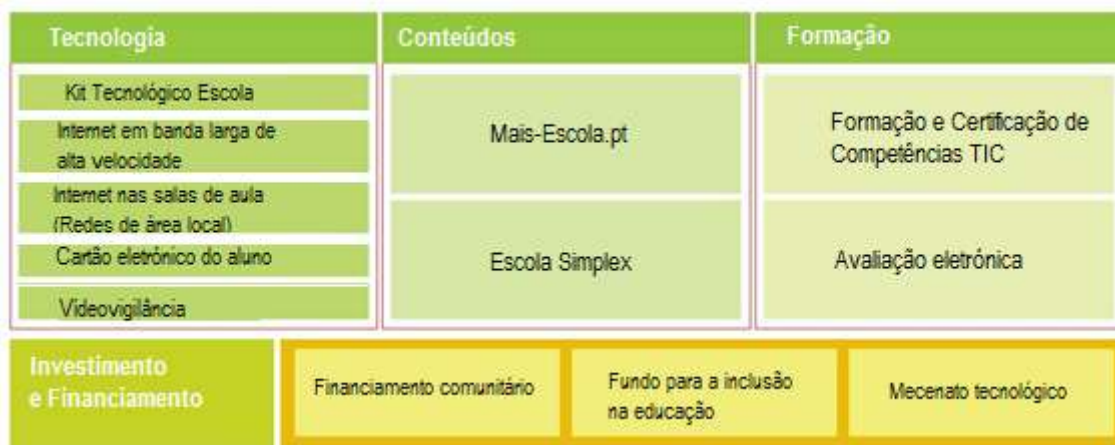 Tecnologia
Conteúdos
Formação
Kit Tecnológico Escola
Internet em banda larga de
alta velocidade
Internet nas salas de aula
(Redes de área local)
Cartão eletrónico do aluno
Videovigilância
Mais-Escola.pt
Escola Simplex
Formação e Certificação de
Competências TIC
Avaliação eletrónica
Investimento
e Financiamento
Financiamento comunitário
Fundo para a inclusão
na educação
Mecenato tecnológico